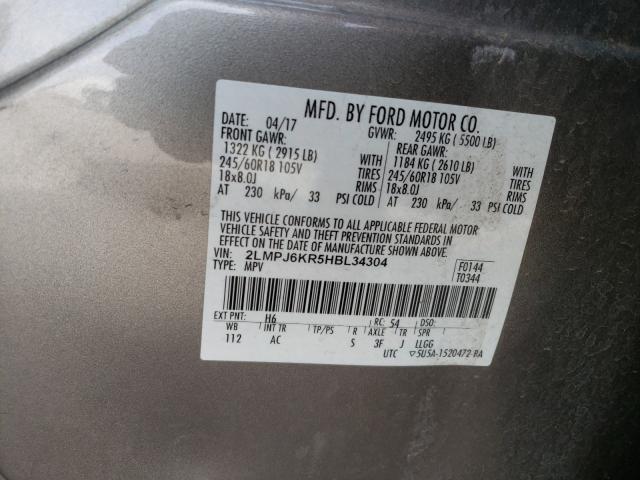 MFD. BY FORD MOTOR CO.
DATE: 04/17 GVWR: 2495 KG ( 5500 LB)
FRONT GAWR: REAR GAWR:
1322 KG ( 2915 LB) WITH 1184 KG ( 2610 LB) WITH
245/60R18 105V TIRES 245/60R18 105V TIRES
18x8.0J RIMS 18x8.0J RIMS
AT 230 kPa/ 33 PSI COLD AT 230 kPa/ 33 PSI COLD
THIS VEHICLE CONFORMS TO ALL APPLICABLE FEDERAL MOTOR
VEHICLE SAFETY AND THEFT PREVENTION STANDARDS IN
EFFECT ON THE DATE OF MANUFACTURE SHOWN ABOVE.
VIN: 2LMPJ6KR5HBL34304 F0144
TYPE: MPV T0344
EXT PNT: H6 RC: 54 DSO:
WB INT TR TP/PS R AXLE TR SPR
112 AC S 3F J LLGG
UTC ▽5U5A-1520472-BA